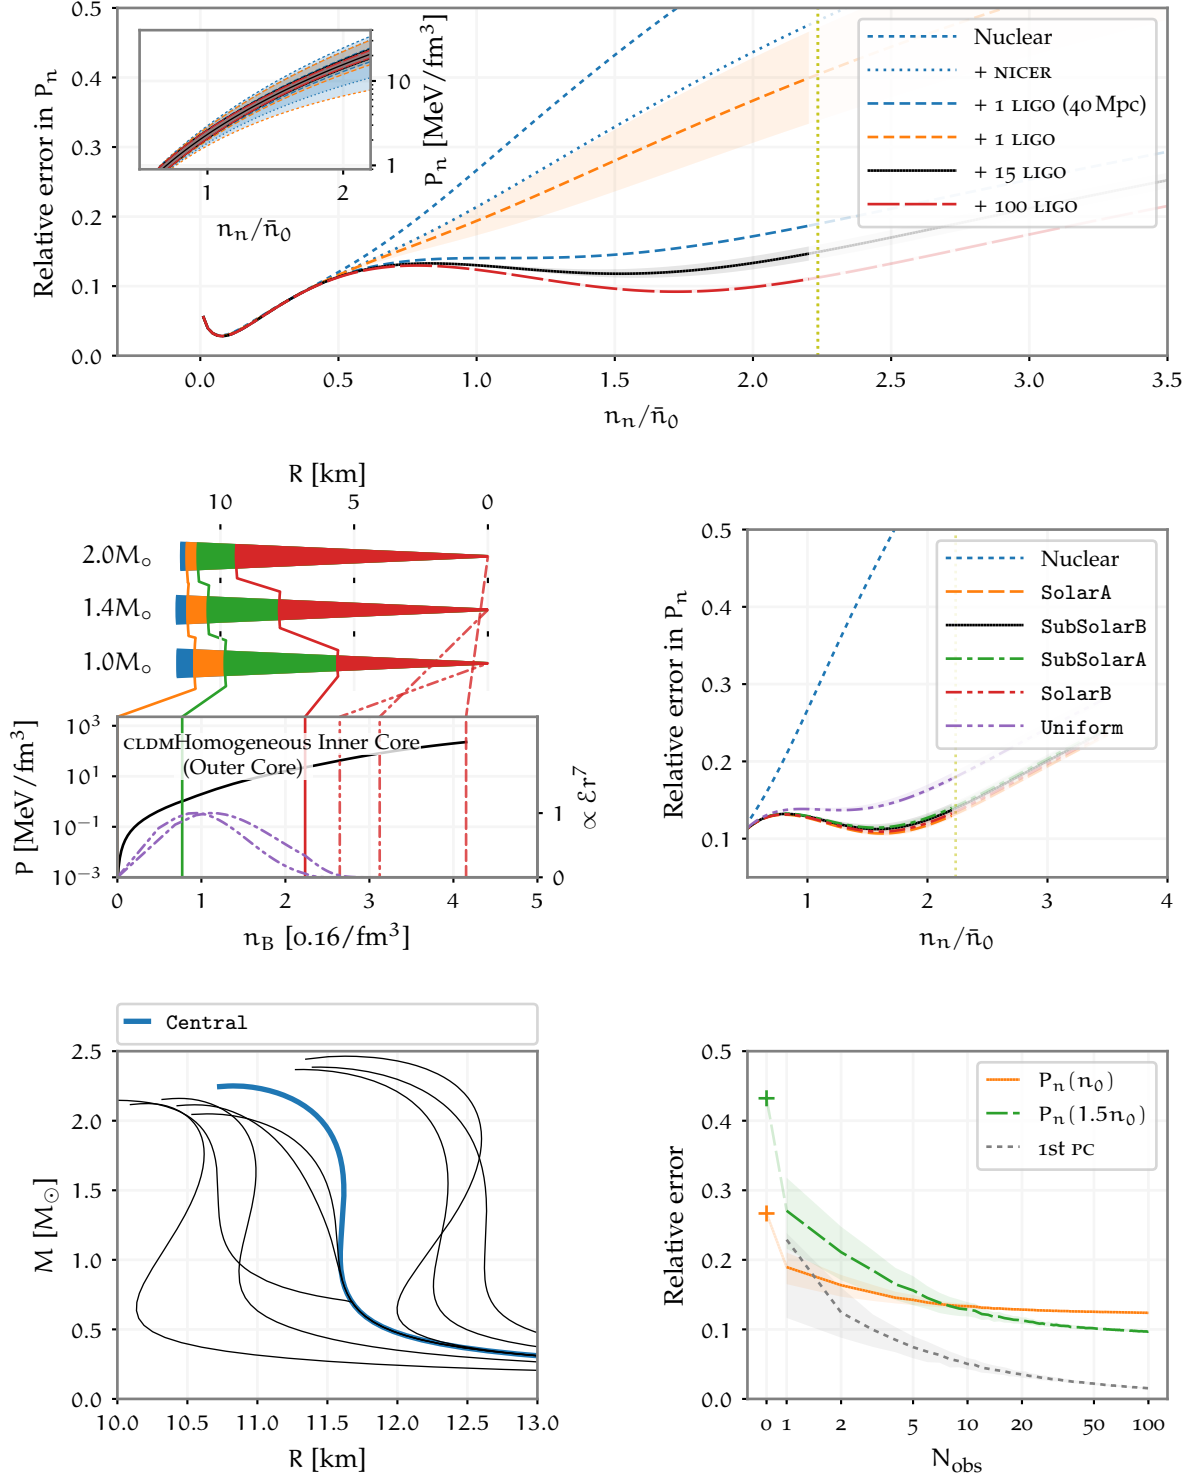 Relative error in Pₙ
0.5
0.4
0.3
0.2
0.1
0.0
0.0
0.5
1.0
1.5
2.0
2.5
3.0
3.5
nₙ/n̄₀
10
1
Pₙ [MeV/fm³]
1
2
nₙ/n̄₀
Nuclear
+ NICER
+ 1 LIGO (40 Mpc)
+ 1 LIGO
+ 15 LIGO
+ 100 LIGO
R [km]
10
5
0
2.0M∘
1.4M∘
1.0M∘
P [MeV/fm³]
10³
10¹
10⁻¹
10⁻³
CLDM Homogeneous Inner Core
(Outer Core)
1
0
∝ Ɛr⁷
0
1
2
3
4
5
n_B [0.16/fm³]
Relative error in Pₙ
0.5
0.4
0.3
0.2
0.1
Nuclear
SolarA
SubSolarB
SubSolarA
SolarB
Uniform
1
2
3
4
nₙ/n̄₀
Central
M [M⊙]
2.5
2.0
1.5
1.0
0.5
0.0
10.0
10.5
11.0
11.5
12.0
12.5
13.0
R [km]
Relative error
0.5
0.4
0.3
0.2
0.1
0.0
Pₙ(n₀)
Pₙ(1.5n₀)
1st PC
0
1
2
5
10
20
50
100
N_obs